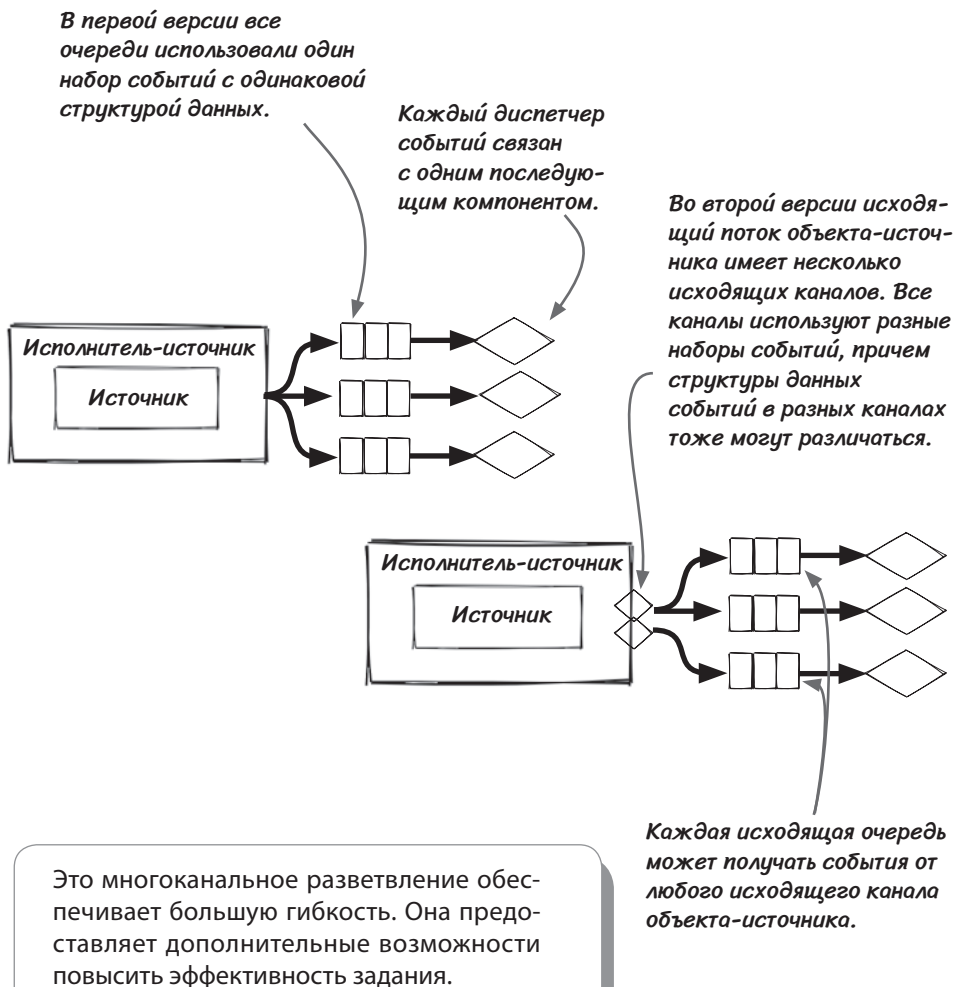 В первой версии все
очереди использовали один
набор событий с одинаковой
структурой данных.
Каждый диспетчер
событий связан
с одним последую-
щим компонентом.
Во второй версии исходя-
щий поток объекта-источ-
ника имеет несколько
исходящих каналов. Все
каналы используют разные
наборы событий, причем
структуры данных
событий в разных каналах
тоже могут различаться.
Исполнитель-источник
Источник
Исполнитель-источник
Источник
Каждая исходящая очередь
может получать события от
любого исходящего канала
объекта-источника.
Это многоканальное разветвление обес-
печивает большую гибкость. Она предо-
ставляет дополнительные возможности
повысить эффективность задания.